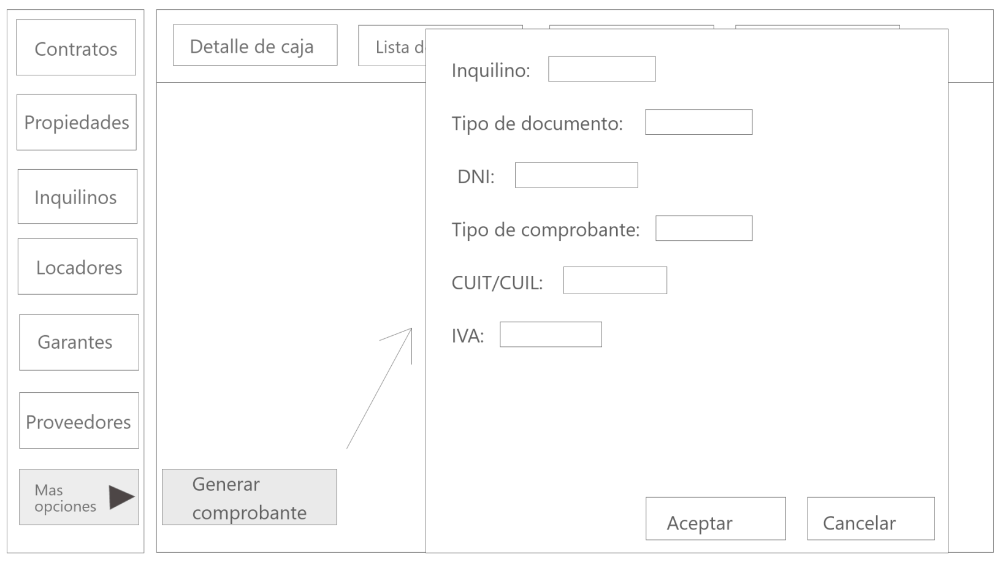 Contratos
Propiedades
Inquilinos
Locadores
Garantes
Proveedores
Mas
opciones
Detalle de caja
Lista d
Generar
comprobante
Inquilino:
Tipo de documento:
DNI:
Tipo de comprobante:
CUIT/CUIL:
IVA:
Aceptar
Cancelar